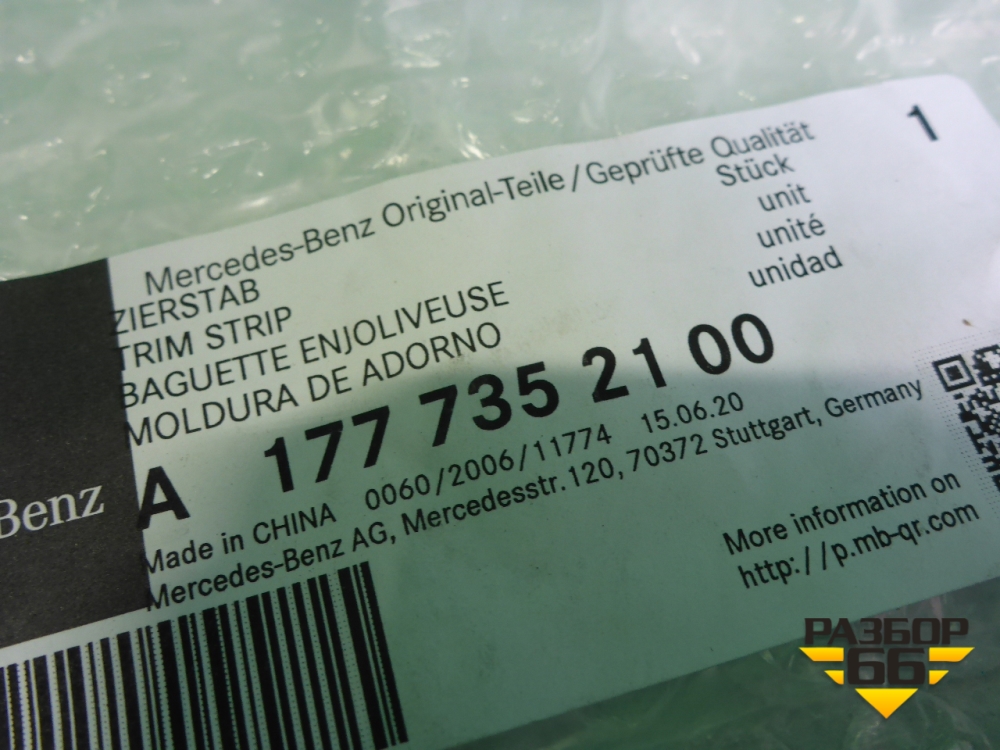 Mercedes-Benz Original-Teile/Geprüfte Qualität
1
ZIERSTAB
Stück
TRIM STRIP
unit
BAGUETTE ENJOLIVEUSE
unité
MOLDURA DE ADORNO
unidad
A 177 735 21 00
Made in CHINA 0060/2006/11774 15.06.20
Mercedes-Benz AG, Mercedesstr.120, 70372 Stuttgart, Germany
Benz
More information on
http://p.mb-qr.com
РАЗБОР
66